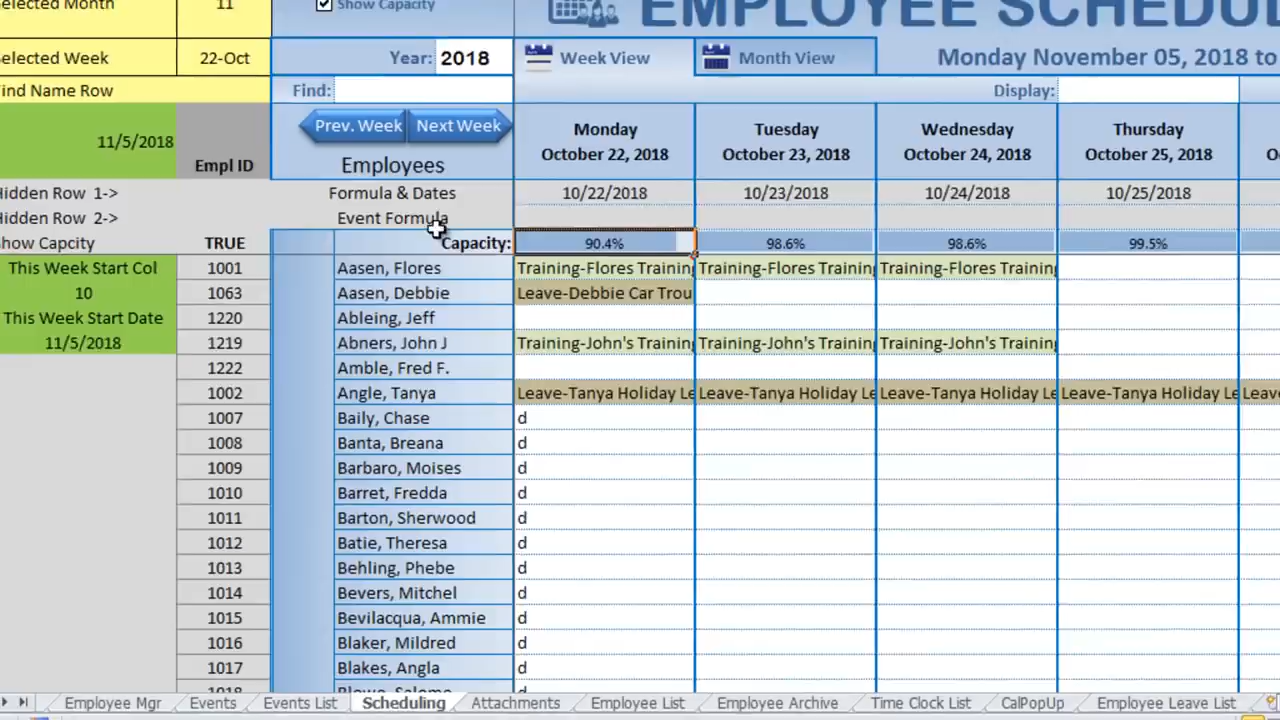 elected Month 11 Show Capacity EMPLOYEE SCHEDU
elected Week 22-Oct Year: 2018 Week View Month View Monday November 05, 2018 to
ind Name Row Find: Display:
11/5/2018 Empl ID Prev. Week Next Week Employees
Monday October 22, 2018
Tuesday October 23, 2018
Wednesday October 24, 2018
Thursday October 25, 2018
Hidden Row 1-> Formula & Dates 10/22/2018 10/23/2018 10/24/2018 10/25/2018
Hidden Row 2-> Event Formula
how Capcity TRUE Capacity: 90.4% 98.6% 98.6% 99.5%
This Week Start Col 1001 Aasen, Flores Training-Flores Training Training-Flores Training Training-Flores Training
10 1063 Aasen, Debbie Leave-Debbie Car Trou
This Week Start Date 1220 Ableing, Jeff
11/5/2018 1219 Abners, John J Training-John's Training Training-John's Training Training-John's Training
1222 Amble, Fred F.
1002 Angle, Tanya Leave-Tanya Holiday Le Leave-Tanya Holiday Le Leave-Tanya Holiday Le Leave-Tanya Holiday Le Leave
1007 Baily, Chase d
1008 Banta, Breana d
1009 Barbaro, Moises d
1010 Barret, Fredda d
1011 Barton, Sherwood d
1012 Batie, Theresa d
1013 Behling, Phebe d
1014 Bevers, Mitchel d
1015 Bevilacqua, Ammie d
1016 Blaker, Mildred d
1017 Blakes, Angla d
Employee Mgr Events Events List Scheduling Attachments Employee List Employee Archive Time Clock List CalPopUp Employee Leave List